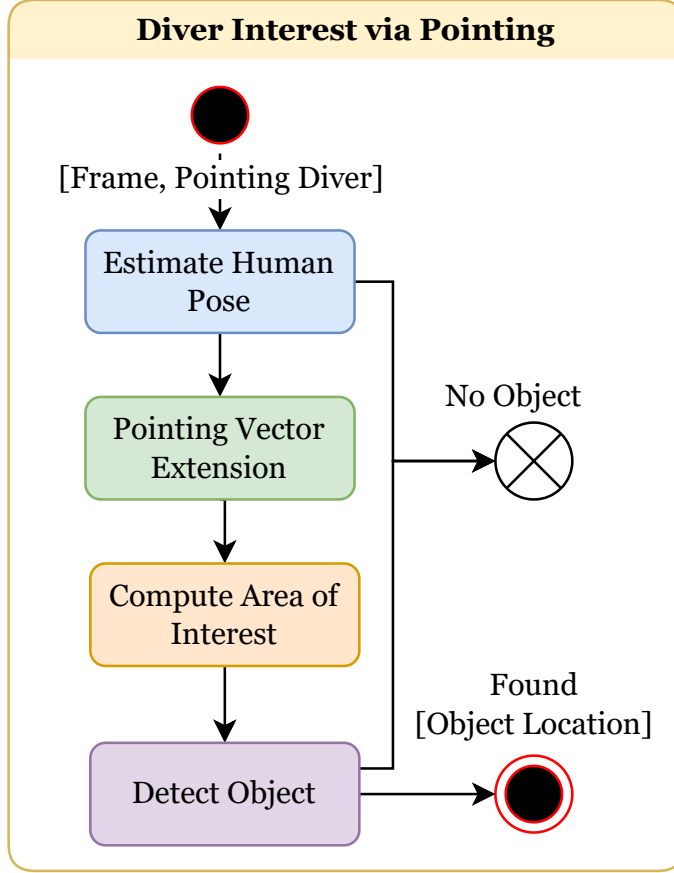 Diver Interest via Pointing
[Frame, Pointing Diver]
Estimate Human
Pose
Pointing Vector
Extension
No Object
Compute Area of
Interest
Found
[Object Location]
Detect Object